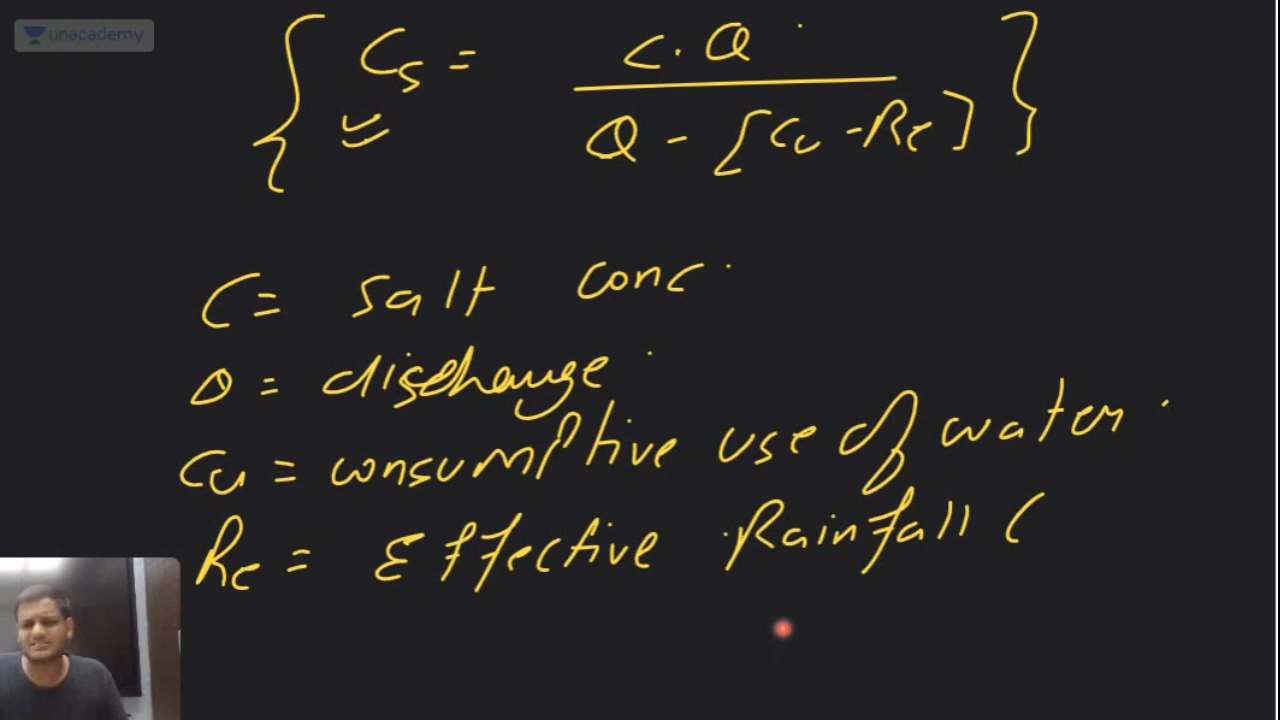 unacademy
Cs = C. Q / Q - [Cu - Re]
C = salt conc.
Q = discharge.
Cu = consumptive use of water.
Re = Effective Rainfall (